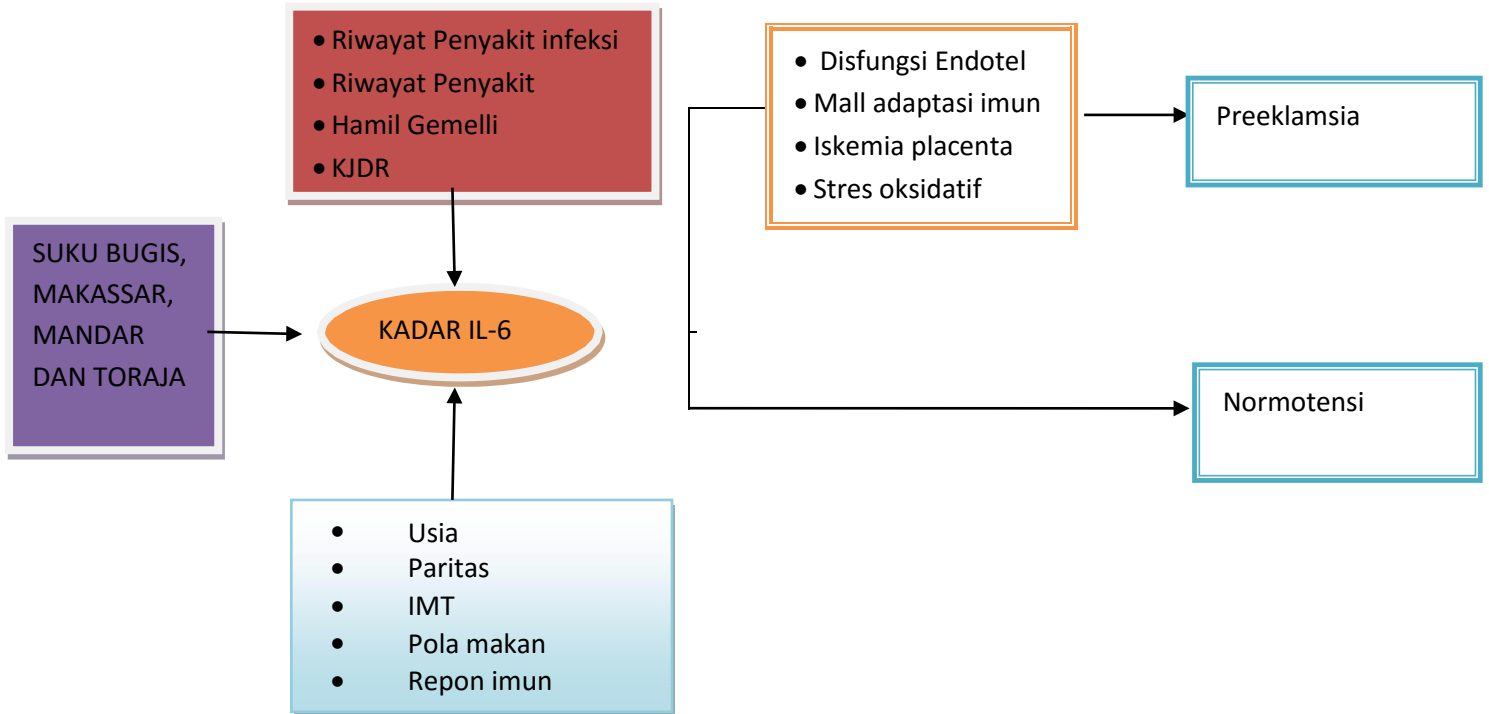 • Riwayat Penyakit infeksi
• Riwayat Penyakit
• Hamil Gemelli
• KJDR
SUKU BUGIS,
MAKASSAR,
MANDAR
DAN TORAJA
KADAR IL-6
• Usia
• Paritas
• IMT
• Pola makan
• Repon imun
• Disfungsi Endotel
• Mall adaptasi imun
• Iskemia placenta
• Stres oksidatif
Preeklamsia
Normotensi